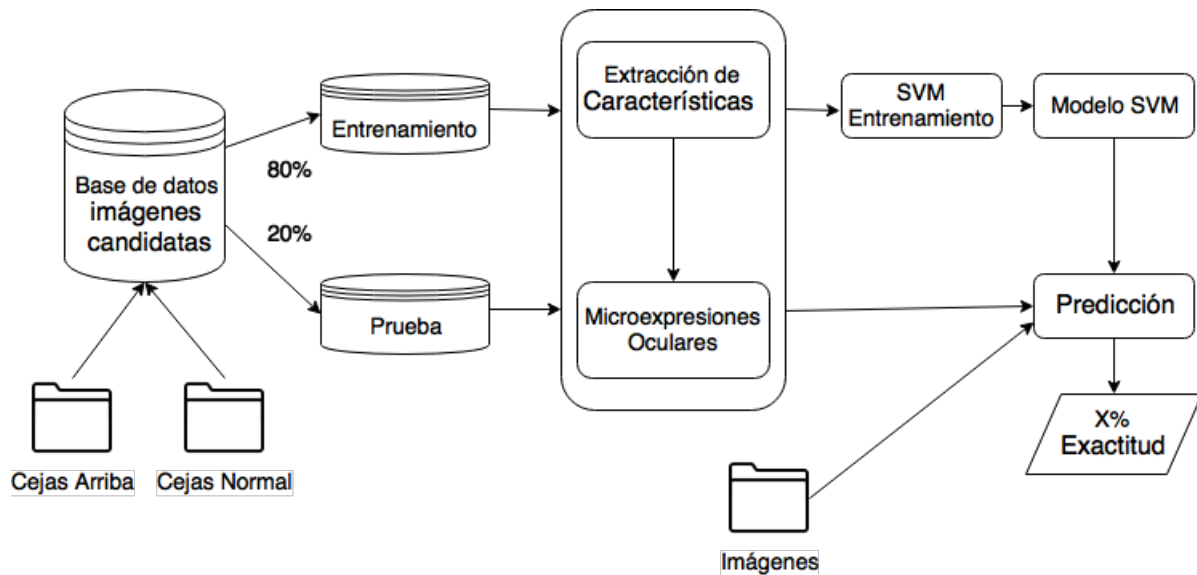 Base de datos
imágenes
candidatas
80%
20%
Entrenamiento
Prueba
Extracción de
Características
Microexpresiones
Oculares
SVM
Entrenamiento
Modelo SVM
Predicción
X%
Exactitud
Cejas Arriba
Cejas Normal
Imágenes